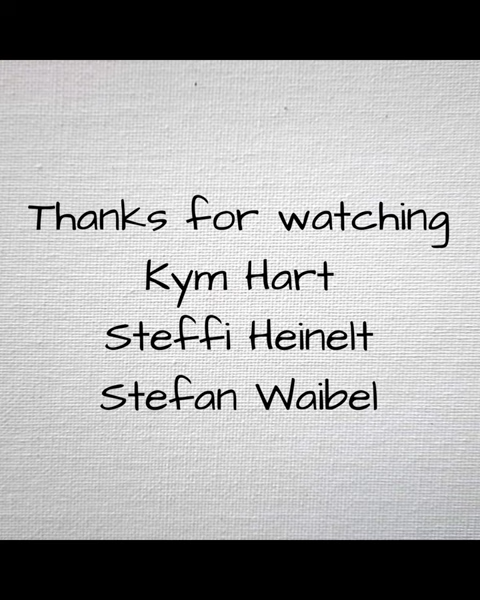 Thanks for watching
Kym Hart
Steffi Heinelt
Stefan Waibel